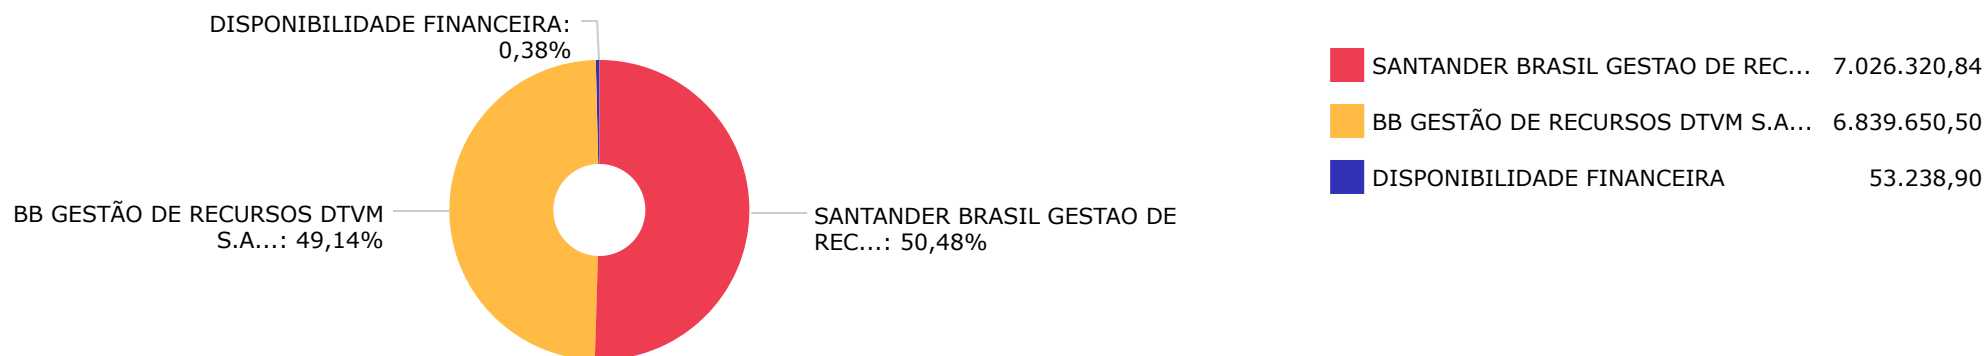 DISPONIBILIDADE FINANCEIRA:
0,38%
BB GESTÃO DE RECURSOS DTVM
S.A...: 49,14%
SANTANDER BRASIL GESTAO DE
REC...: 50,48%
SANTANDER BRASIL GESTAO DE REC... 7.026.320,84
BB GESTÃO DE RECURSOS DTVM S.A... 6.839.650,50
DISPONIBILIDADE FINANCEIRA 53.238,90